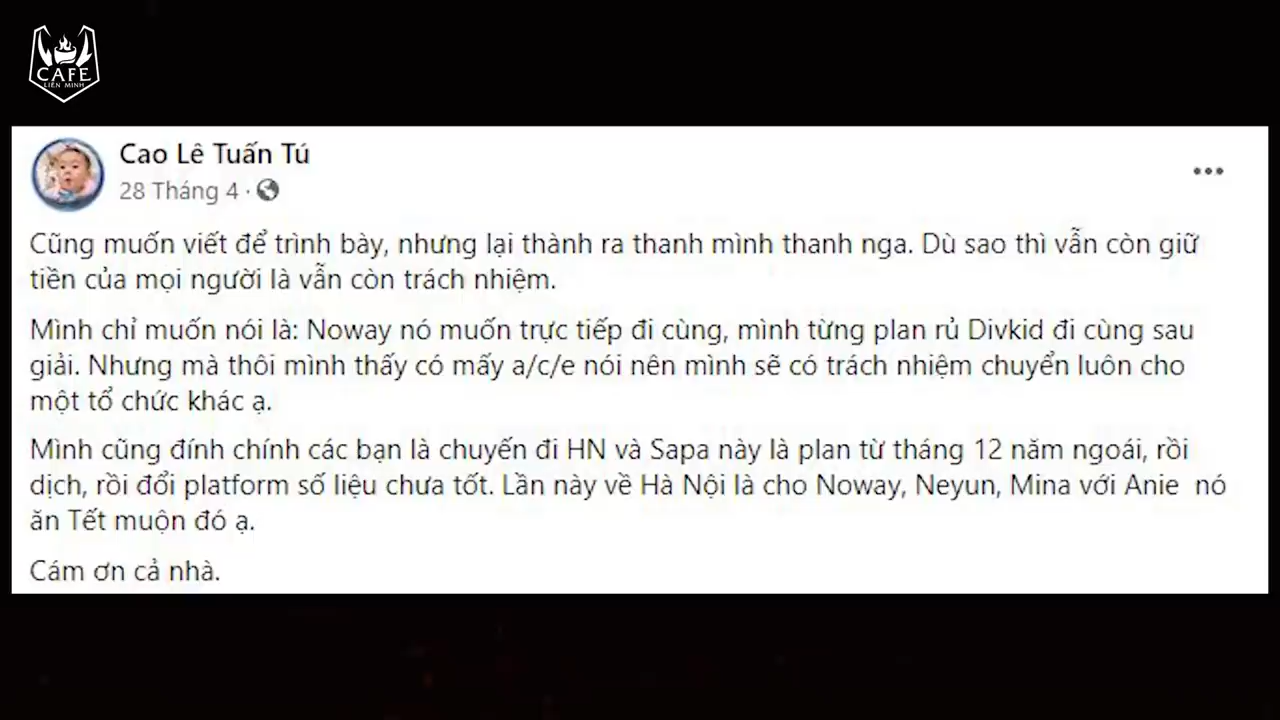 CAFE
LIÊN MINH
Cao Lê Tuấn Tú
28 Tháng 4 ·
Cũng muốn viết để trình bày, nhưng lại thành ra thanh mình thanh nga. Dù sao thì vẫn còn giữ
tiền của mọi người là vẫn còn trách nhiệm.
Mình chỉ muốn nói là: Noway nó muốn trực tiếp đi cùng, mình từng plan rủ Divkid đi cùng sau
giải. Nhưng mà thôi mình thấy có mấy a/c/e nói nên mình sẽ có trách nhiệm chuyển luôn cho
một tổ chức khác ạ.
Mình cũng đính chính các bạn là chuyến đi HN và Sapa này là plan từ tháng 12 năm ngoái, rồi
dịch, rồi đổi platform số liệu chưa tốt. Lần này về Hà Nội là cho Noway, Neyun, Mina với Anie nó
ăn Tết muộn đó ạ.
Cám ơn cả nhà.